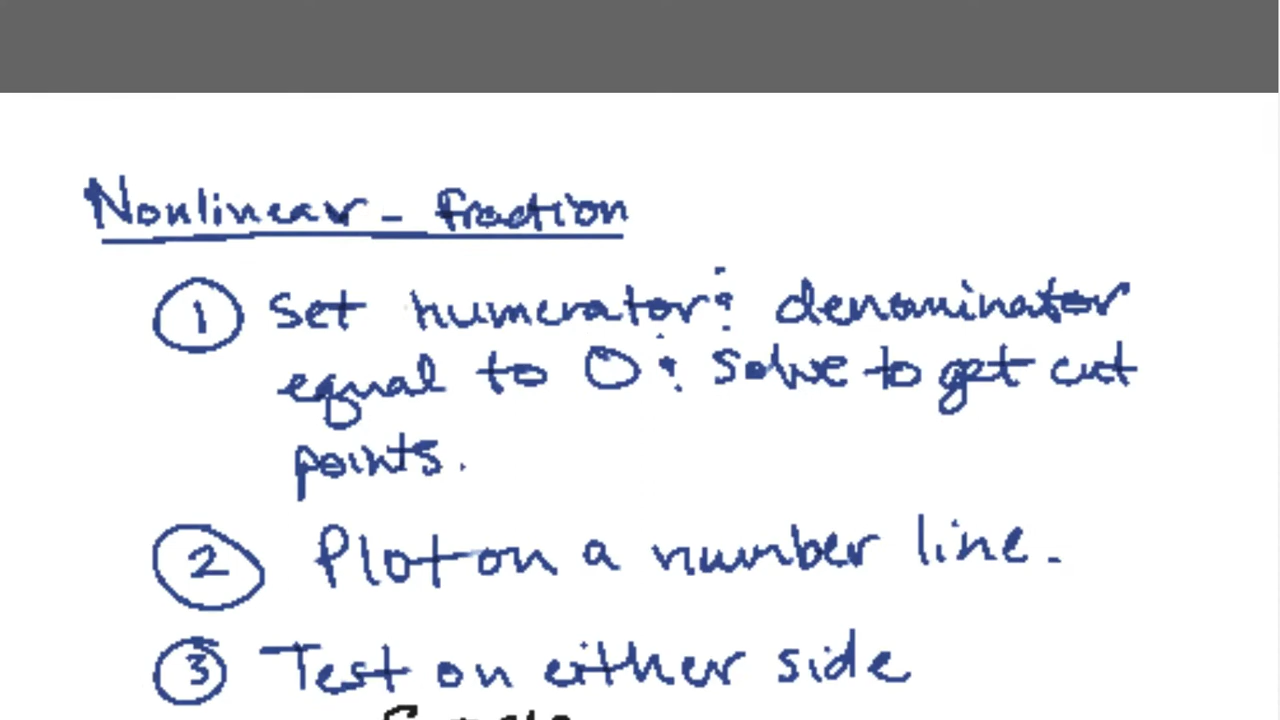 Nonlinear - fraction
① Set numerator & denominator
equal to 0 & solve to get cut
points.
② Plot on a number line.
③ Test on either side